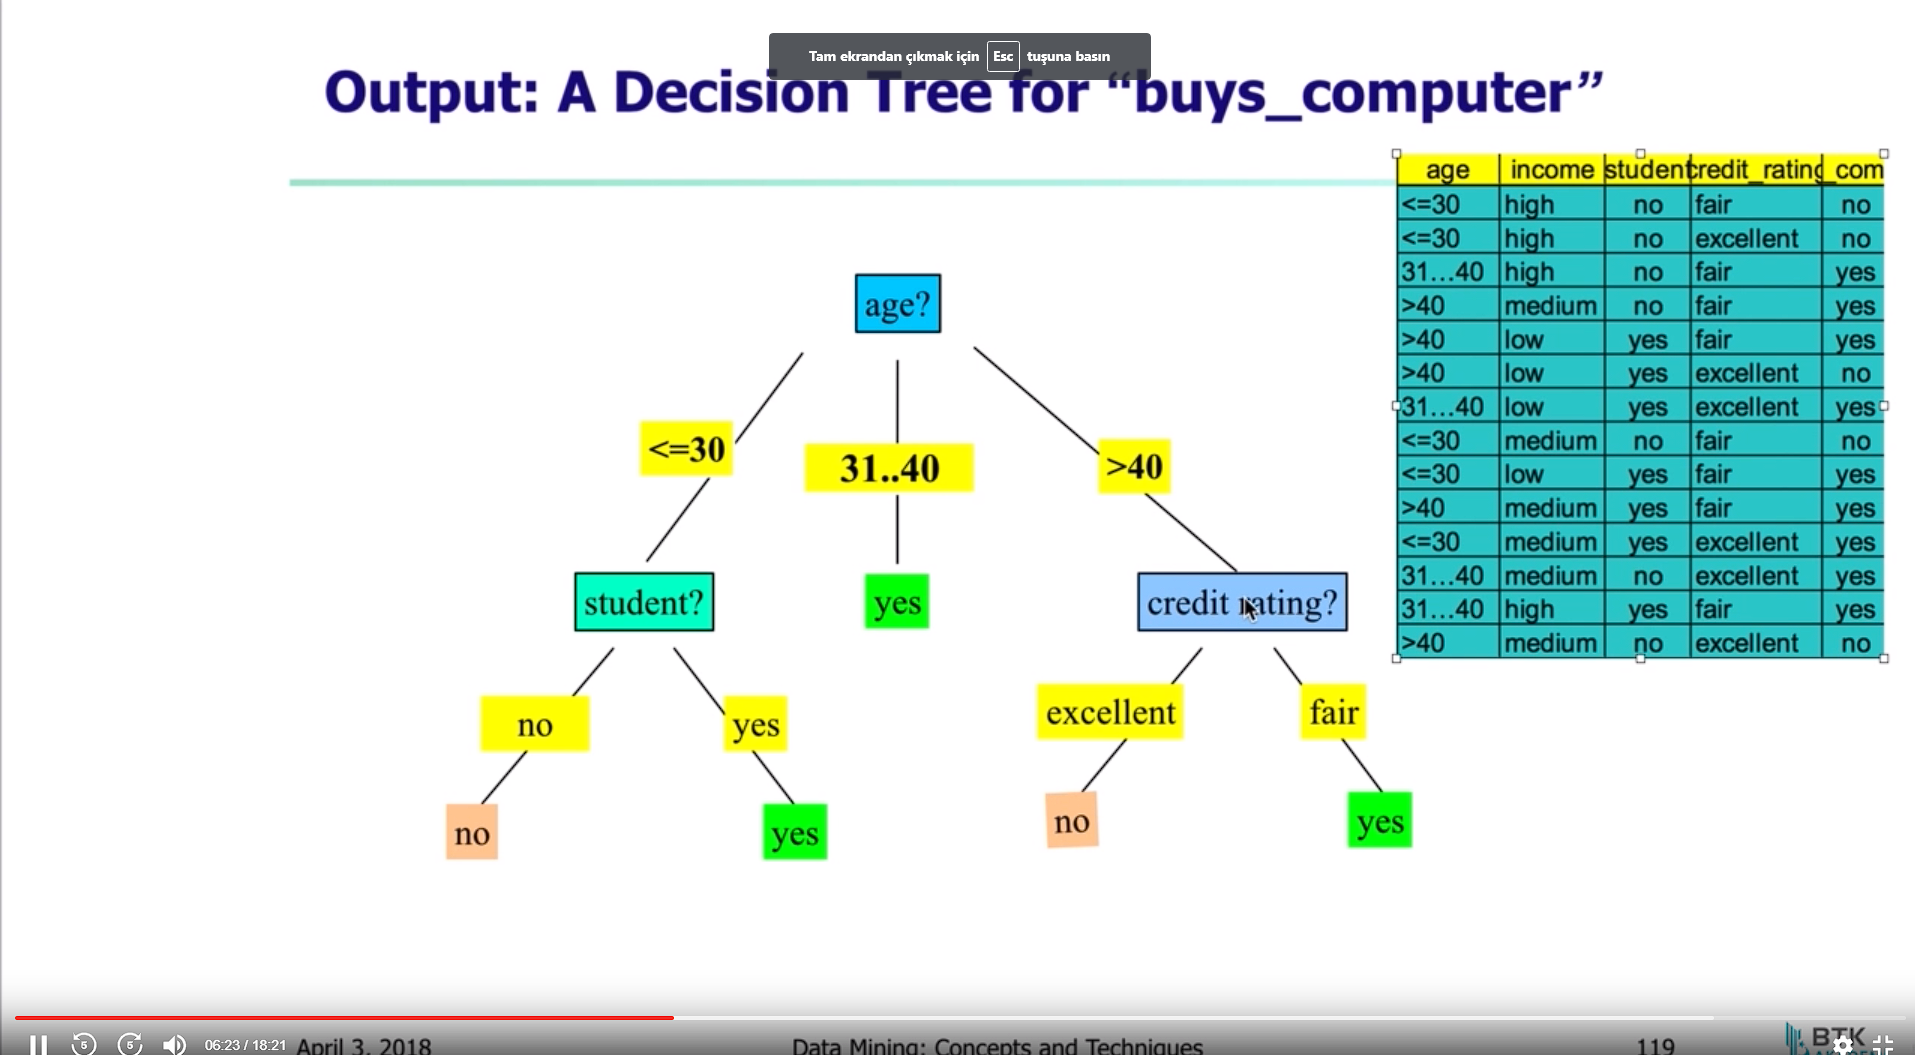 Tam ekrandan çıkmak için Esc tuşuna basın
Output: A Decision Tree for “buys_computer”
age income student credit_rating _com
<=30 high no fair no
<=30 high no excellent no
31…40 high no fair yes
>40 medium no fair yes
>40 low yes fair yes
>40 low yes excellent no
31…40 low yes excellent yes
<=30 medium no fair no
<=30 low yes fair yes
>40 medium yes fair yes
<=30 medium yes excellent yes
31…40 medium no excellent yes
31…40 high yes fair yes
>40 medium no excellent no
age?
<=30 31..40 >40
student? yes credit rating?
no yes excellent fair
no yes no yes
5 5 06:23 / 18:21 April 3, 2018 Data Mining: Concepts and Techniques 119 BTK